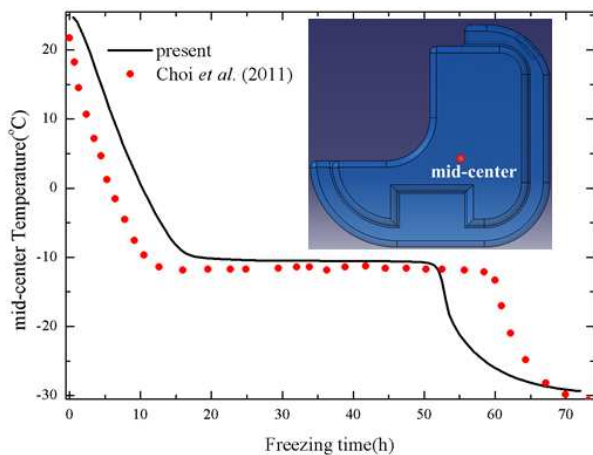 present
Choi et al. (2011)
mid-center
mid-center Temperature(°C)
20
10
0
-10
-20
-30
0
10
20
30
40
50
60
70
Freezing time(h)